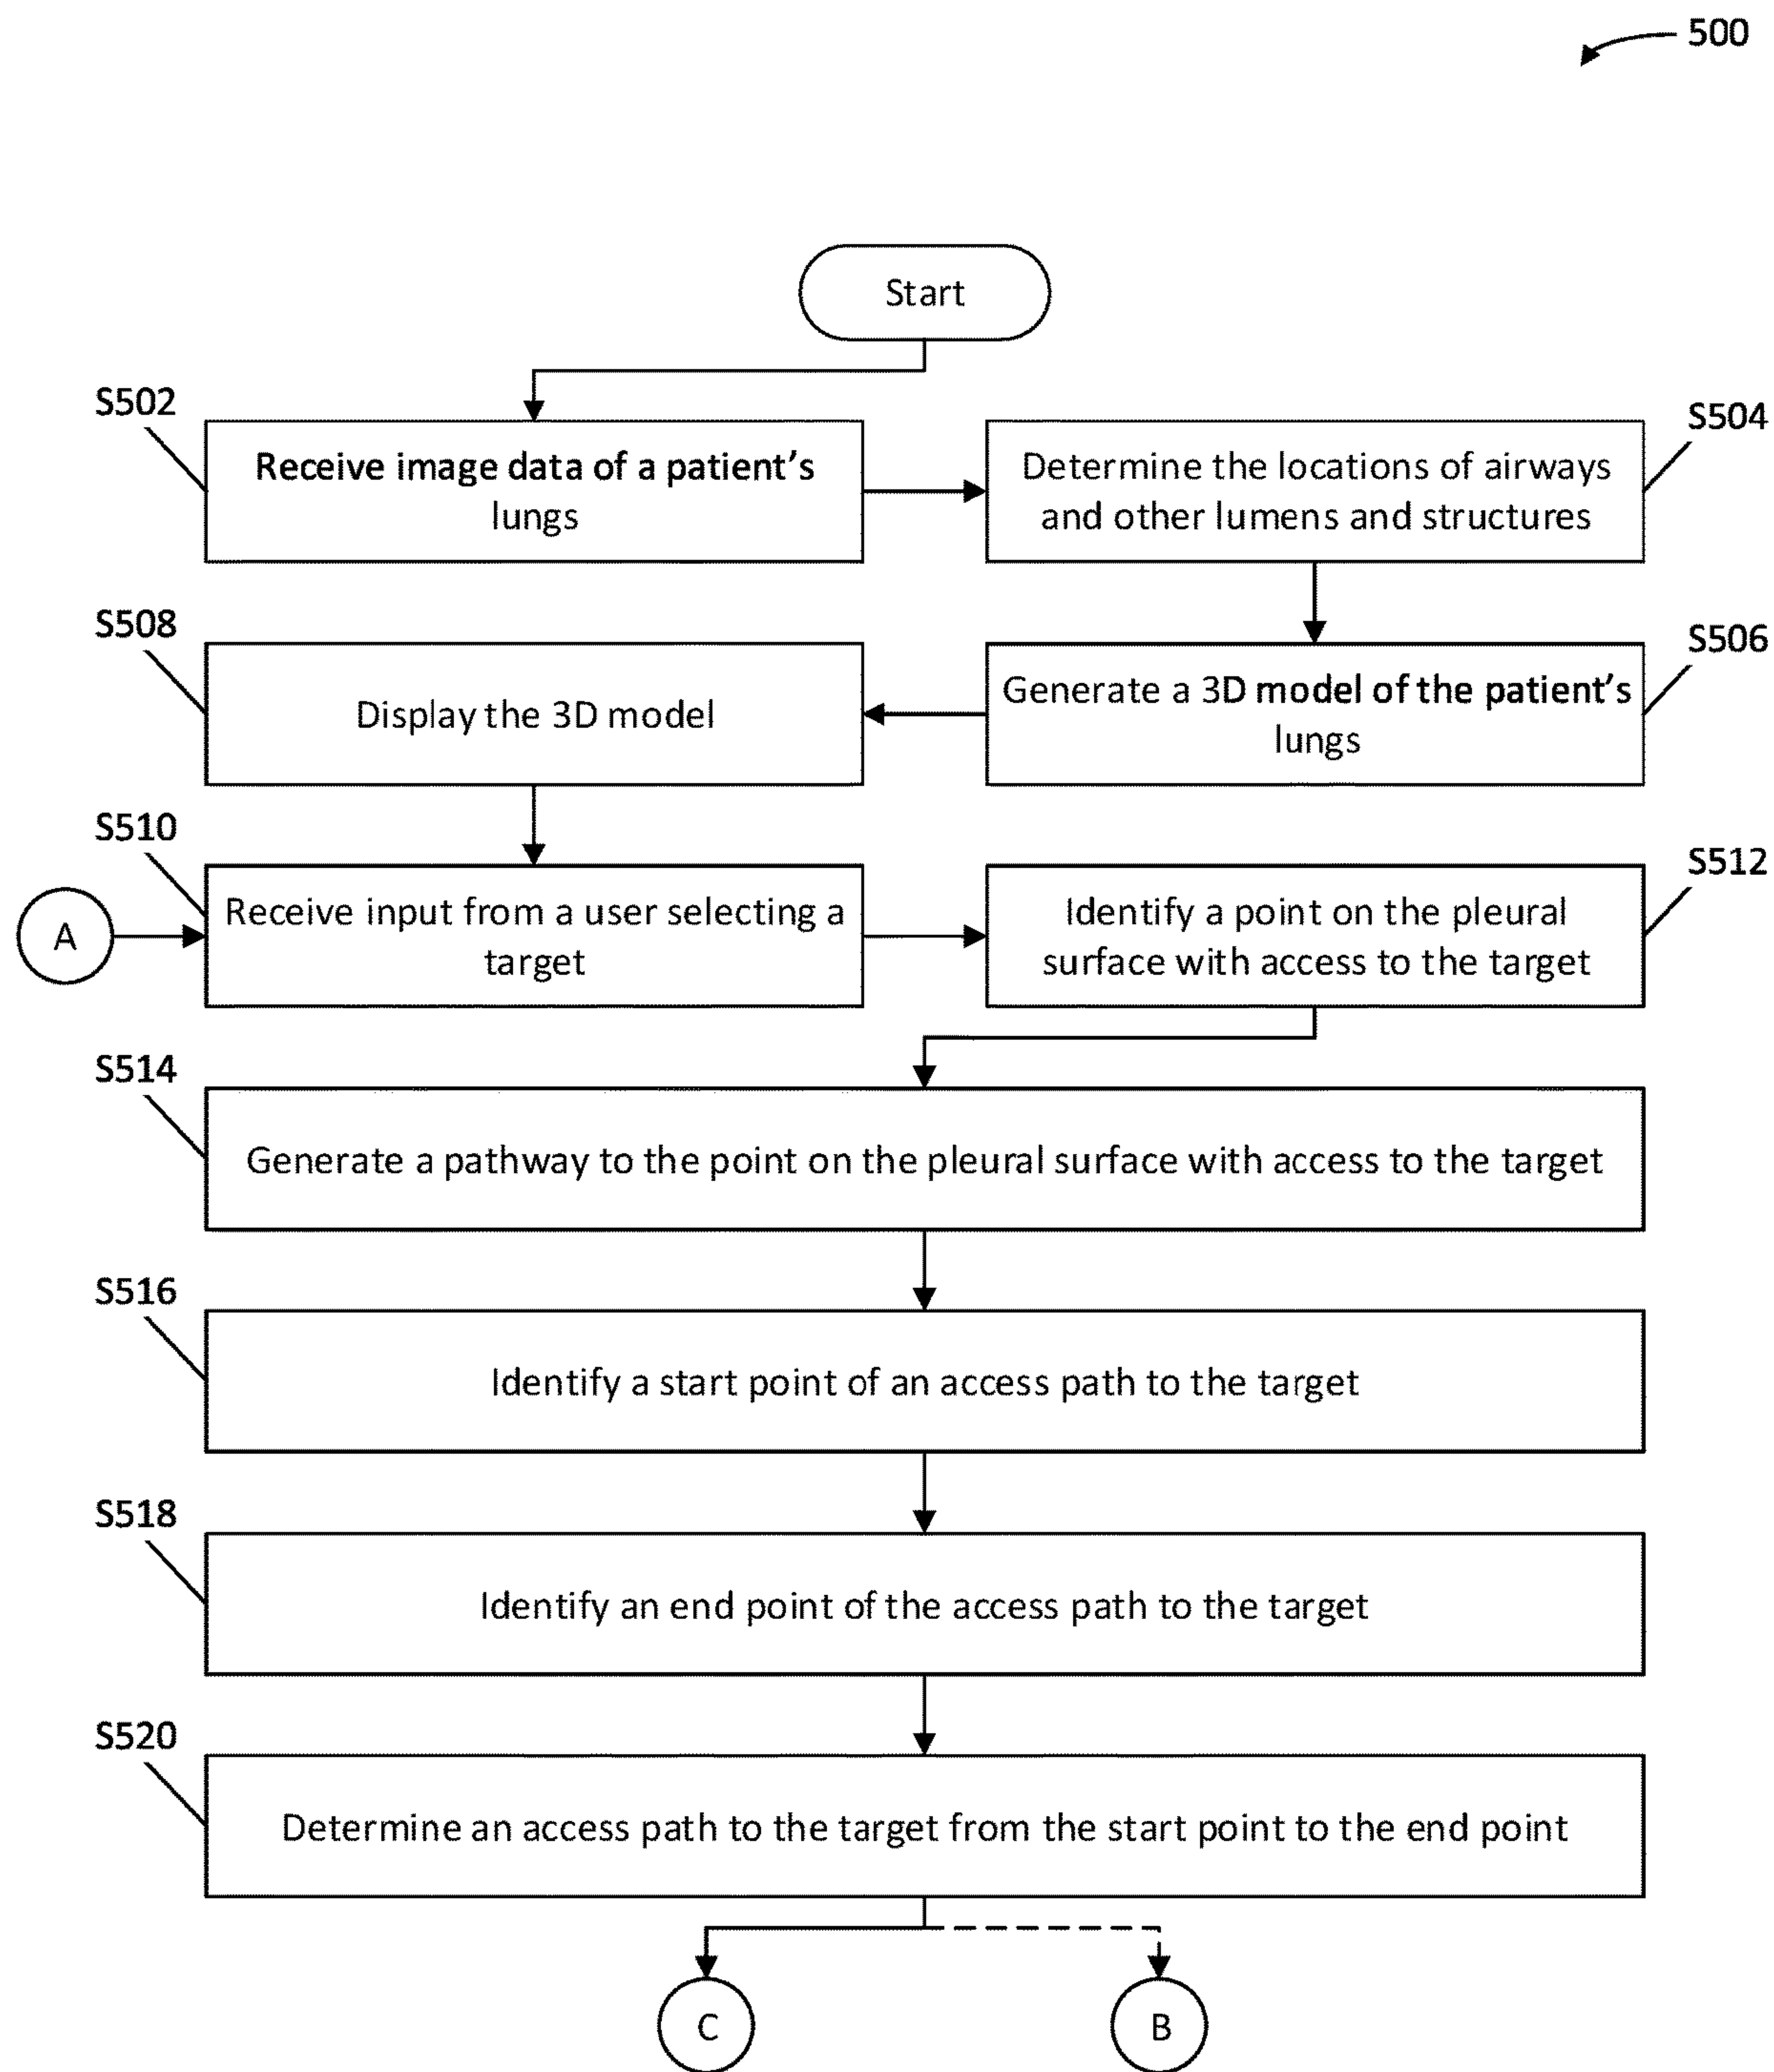 500
Start
S502
Receive image data of a patient's
lungs
S504
Determine the locations of airways
and other lumens and structures
S508
Display the 3D model
S506
Generate a 3D model of the patient's
lungs
S510
A
Receive input from a user selecting a
target
S512
Identify a point on the pleural
surface with access to the target
S514
Generate a pathway to the point on the pleural surface with access to the target
S516
Identify a start point of an access path to the target
S518
Identify an end point of the access path to the target
S520
Determine an access path to the target from the start point to the end point
C
B